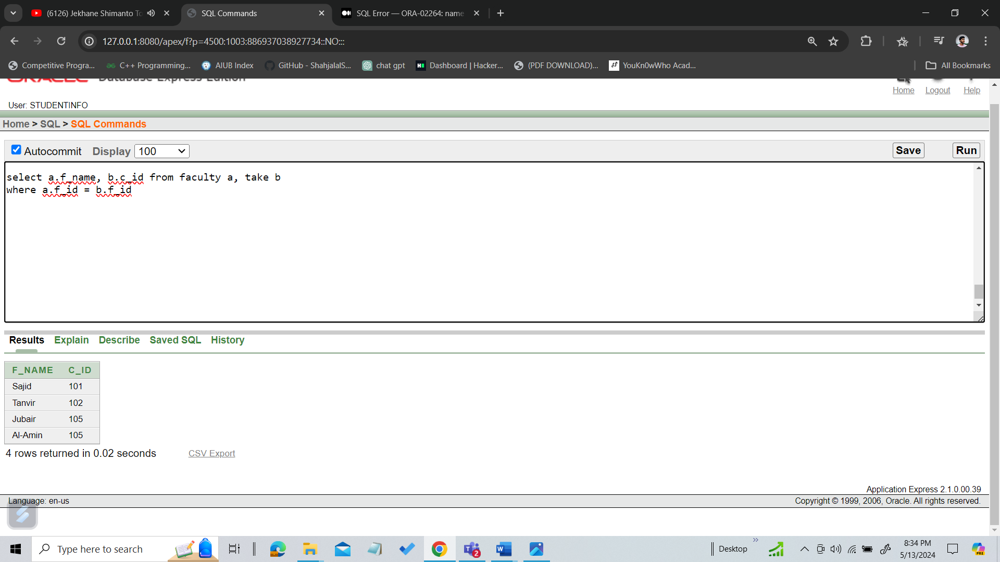 (6126) Jekhane Shimanto To
SQL Commands
SQL Error — ORA-02264: name
127.0.0.1:8080/apex/f?p=4500:1003:886937038927734::NO:::
Competitive Progra...
C++ Programming...
AIUB Index
GitHub - ShahjalalS...
chat gpt
Dashboard | Hacker...
(PDF DOWNLOAD)...
YouKn0wWho Acad...
All Bookmarks
ORACLE Database Express Edition
Home Logout Help
User: STUDENTINFO
Home > SQL > SQL Commands
Autocommit Display 100
Save Run
select a.f_name, b.c_id from faculty a, take b
where a.f_id = b.f_id
Results Explain Describe Saved SQL History
F_NAME C_ID
Sajid 101
Tanvir 102
Jubair 105
Al-Amin 105
4 rows returned in 0.02 seconds CSV Export
Application Express 2.1.0.00.39
Language: en-us Copyright © 1999, 2006, Oracle. All rights reserved.
Type here to search
2
Desktop
8:34 PM
5/13/2024
PRE